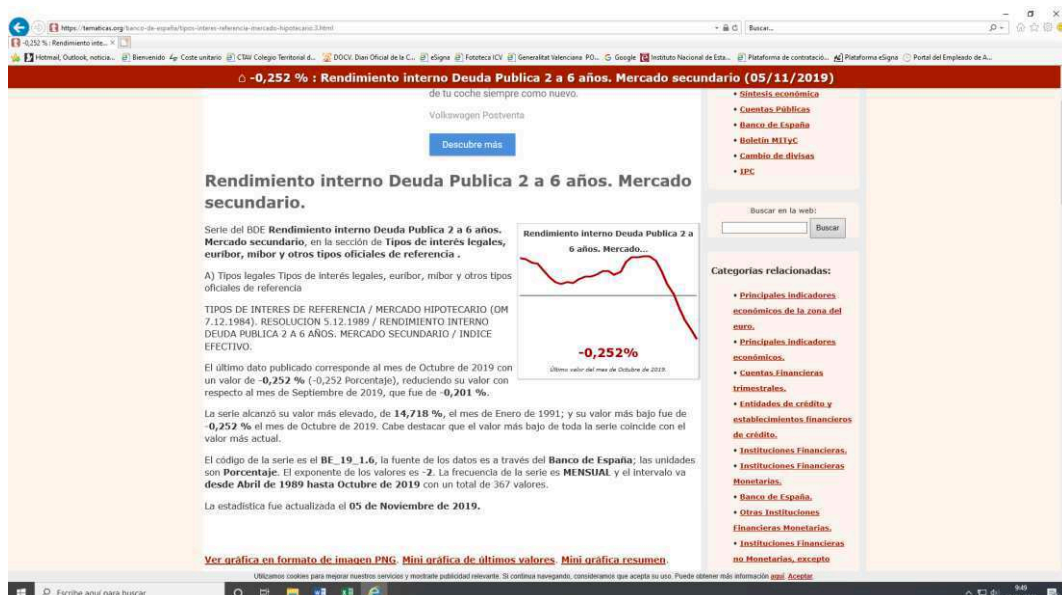 https://tematicas.org/banco-de-españa/tipos-interes-referencia-mercado-hipotecario.3.html
Buscar...
-0,252 % : Rendimiento inte...
Hotmail, Outlook, noticia...
Bienvenido
Coste unitario
CTAV Colegio Territorial d...
DOCV. Diari Oficial de la C...
eSigna
Fototeca ICV
Generalitat Valenciana PO...
Google
Instituto Nacional de Esta...
Plataforma de contratació...
Plataforma eSigna
Portal del Empleado de A...
-0,252 % : Rendimiento interno Deuda Publica 2 a 6 años. Mercado secundario (05/11/2019)
de tu coche siempre como nuevo.
Volkswagen Postventa
Descubre más
Rendimiento interno Deuda Publica 2 a 6 años. Mercado
secundario.
Serie del BDE Rendimiento interno Deuda Publica 2 a 6 años.
Mercado secundario, en la sección de Tipos de interés legales,
euríbor, míbor y otros tipos oficiales de referencia .
A) Tipos legales Tipos de interés legales, euríbor, míbor y otros tipos
oficiales de referencia
TIPOS DE INTERES DE REFERENCIA / MERCADO HIPOTECARIO (OM
7.12.1984). RESOLUCION 5.12.1989 / RENDIMIENTO INTERNO
DEUDA PUBLICA 2 A 6 AÑOS. MERCADO SECUNDARIO / INDICE
EFECTIVO.
El último dato publicado corresponde al mes de Octubre de 2019 con
un valor de -0,252 % (-0,252 Porcentaje), reduciendo su valor con
respecto al mes de Septiembre de 2019, que fue de -0,201 %.
Rendimiento interno Deuda Publica 2 a
6 años. Mercado...
-0,252%
Último valor del mes de Octubre de 2019.
La serie alcanzó su valor más elevado, de 14,718 %, el mes de Enero de 1991; y su valor más bajo fue de
-0,252 % el mes de Octubre de 2019. Cabe destacar que el valor más bajo de toda la serie coincide con el
valor más actual.
El código de la serie es el BE_19_1.6, la fuente de los datos es a través del Banco de España; las unidades
son Porcentaje. El exponente de los valores es -2. La frecuencia de la serie es MENSUAL y el intervalo va
desde Abril de 1989 hasta Octubre de 2019 con un total de 367 valores.
La estadística fue actualizada el 05 de Noviembre de 2019.
Ver gráfica en formato de imagen PNG. Mini gráfica de últimos valores. Mini gráfica resumen.
Síntesis económica
Cuentas Públicas
Banco de España
Boletín MITyC
Cambio de divisas
IPC
Buscar en la web:
Buscar
Categorías relacionadas:
Principales indicadores
económicos de la zona del
euro.
Principales indicadores
económicos.
Cuentas Financieras
trimestrales.
Entidades de crédito y
establecimientos financieros
de crédito.
Instituciones Financieras.
Instituciones Financieras
Monetarias.
Banco de España.
Otras Instituciones
Financieras Monetarias.
Instituciones Financieras
no Monetarias, excepto
Utilizamos cookies para mejorar nuestros servicios y mostrarle publicidad relevante. Si continua navegando, consideramos que acepta su uso. Puede obtener más información aquí. Aceptar
Escribe aquí para buscar
9:49